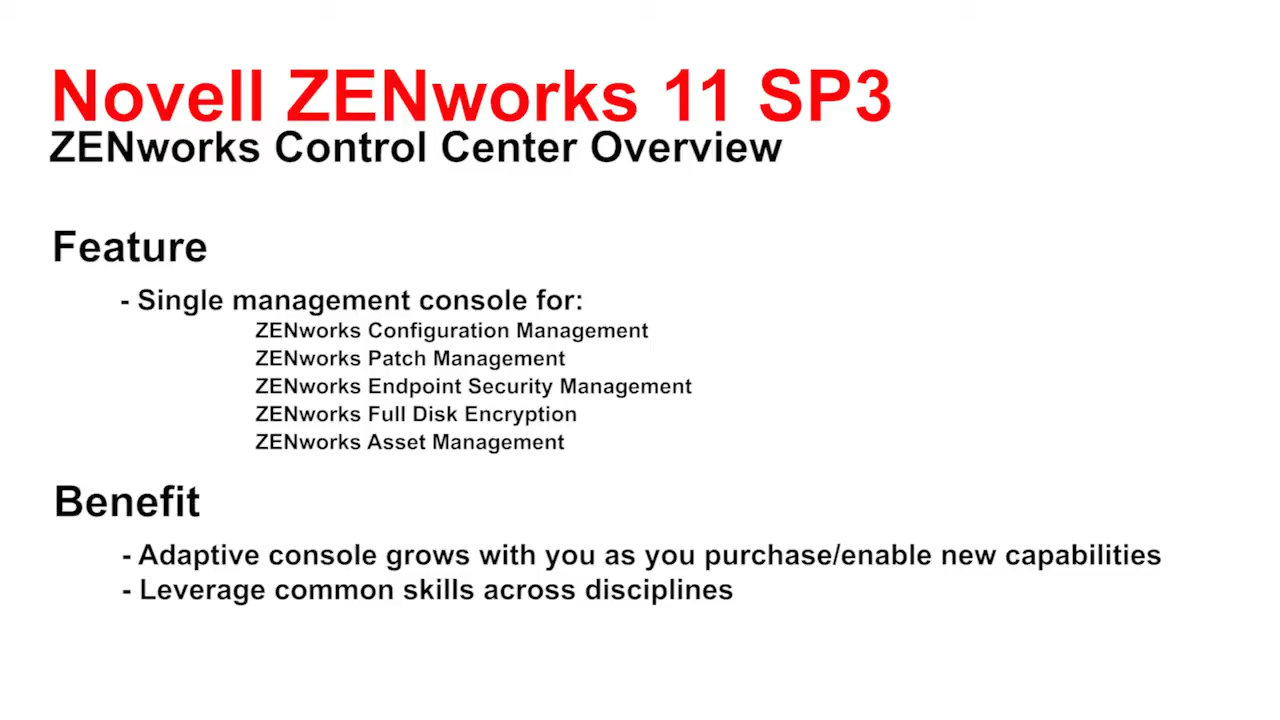 Novell ZENworks 11 SP3
ZENworks Control Center Overview
Feature
- Single management console for:
ZENworks Configuration Management
ZENworks Patch Management
ZENworks Endpoint Security Management
ZENworks Full Disk Encryption
ZENworks Asset Management
Benefit
- Adaptive console grows with you as you purchase/enable new capabilities
- Leverage common skills across disciplines